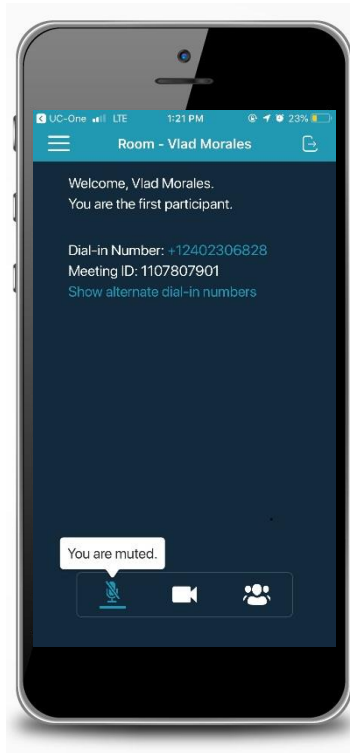 UC-One LTE 1:21 PM 23%
Room - Vlad Morales
Welcome, Vlad Morales.
You are the first participant.
Dial-in Number: +12402306828
Meeting ID: 1107807901
Show alternate dial-in numbers
You are muted.